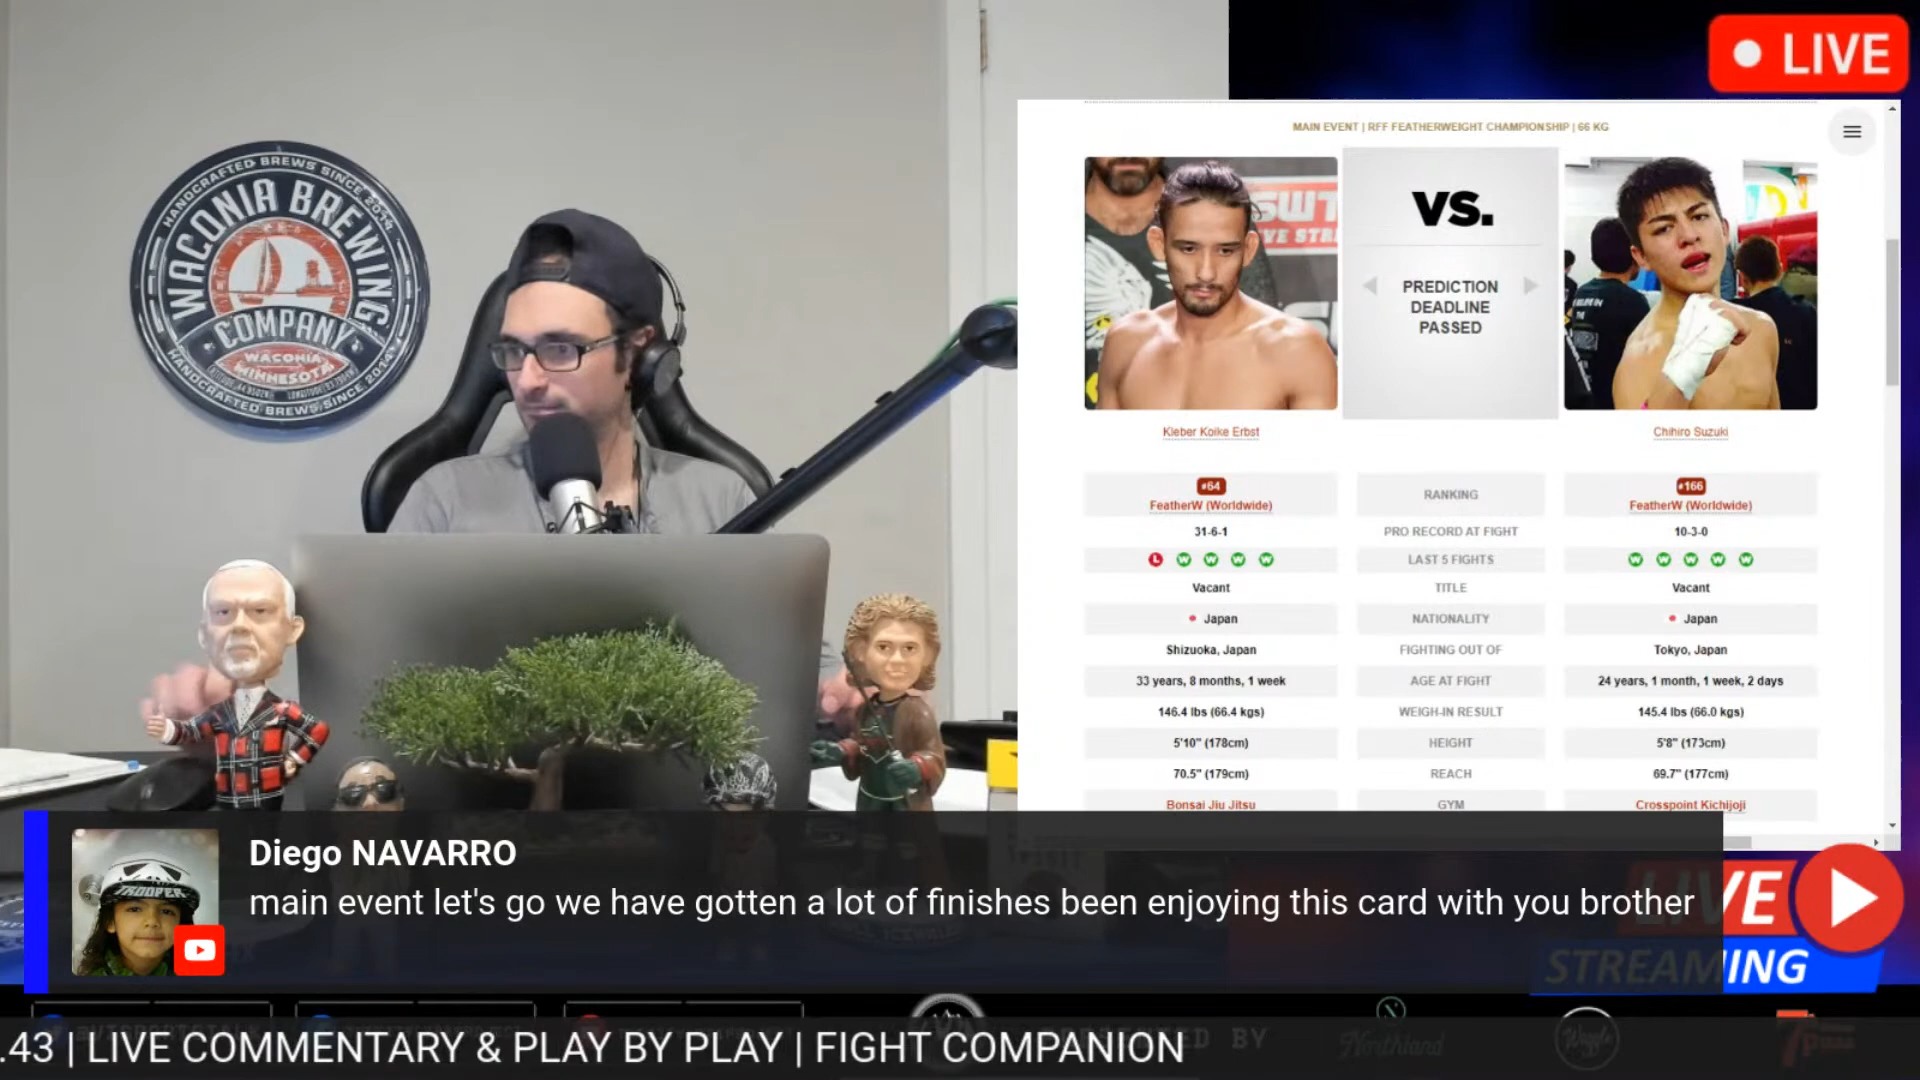 LIVE
HANDCRAFTED BREWS SINCE 2014
WACONIA BREWING
COMPANY
WACONIA
MINNESOTA
HANDCRAFTED BREWS SINCE 2014
MAIN EVENT | RFF FEATHERWEIGHT CHAMPIONSHIP | 66 KG
VS.
PREDICTION
DEADLINE
PASSED
Kleber Koike Erbst
Chihiro Suzuki
#64
RANKING
#166
FeatherW (Worldwide)
FeatherW (Worldwide)
31-6-1
PRO RECORD AT FIGHT
10-3-0
L W W W W
LAST 5 FIGHTS
W W W W W
Vacant
TITLE
Vacant
Japan
NATIONALITY
Japan
Shizuoka, Japan
FIGHTING OUT OF
Tokyo, Japan
33 years, 8 months, 1 week
AGE AT FIGHT
24 years, 1 month, 1 week, 2 days
146.4 lbs (66.4 kgs)
WEIGH-IN RESULT
145.4 lbs (66.0 kgs)
5'10" (178cm)
HEIGHT
5'8" (173cm)
70.5" (179cm)
REACH
69.7" (177cm)
Bonsai Jiu Jitsu
GYM
Crosspoint Kichijoji
Diego NAVARRO
TROOPER
main event let's go we have gotten a lot of finishes been enjoying this card with you brother
VE
STREAMING
BY
Northland
.43 | LIVE COMMENTARY & PLAY BY PLAY | FIGHT COMPANION